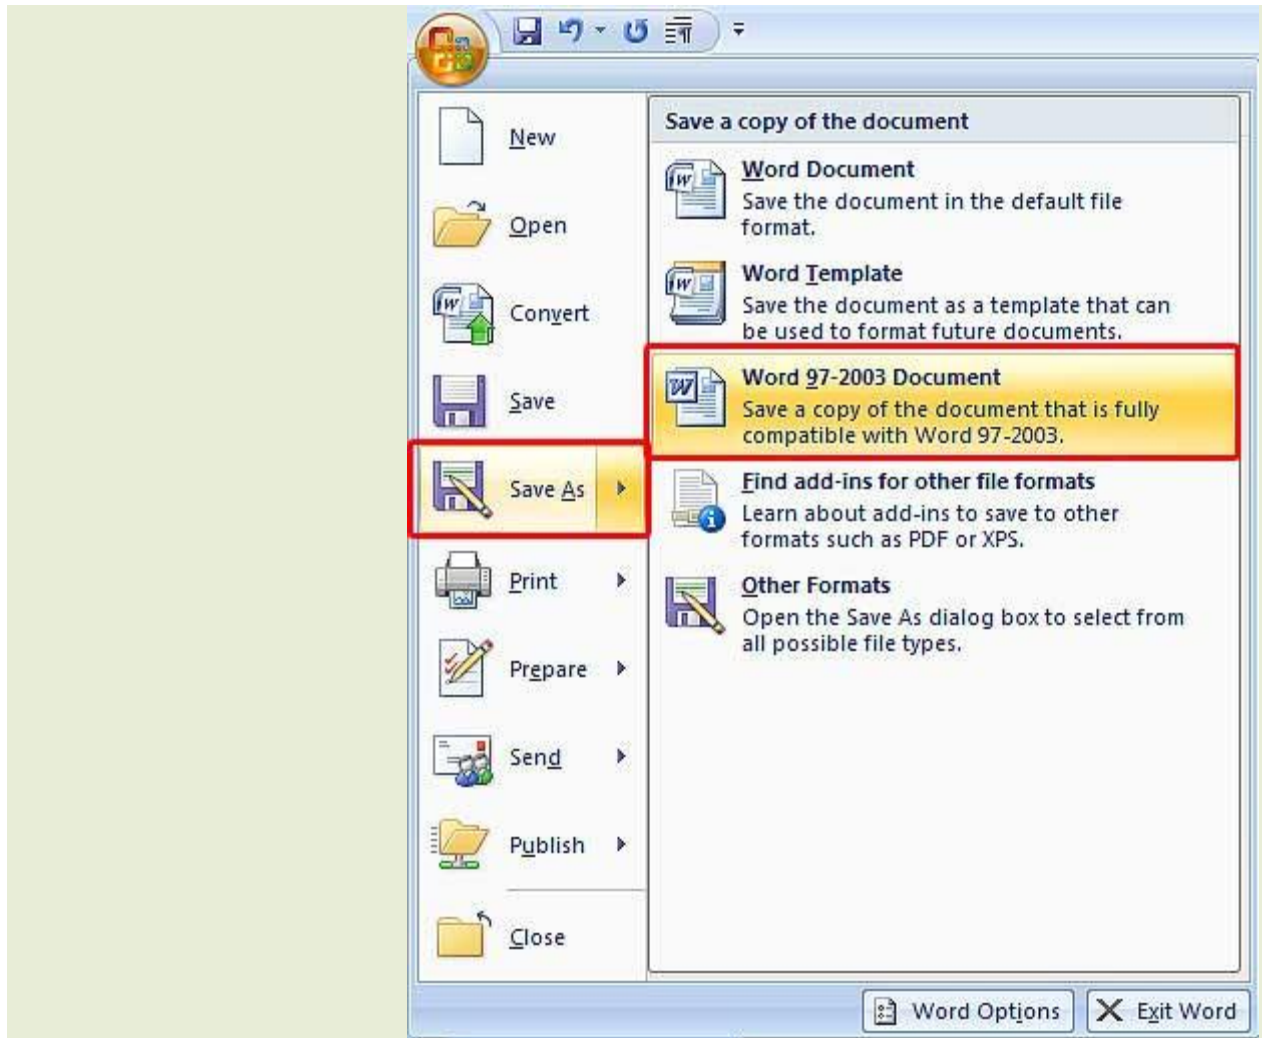 New
Open
Convert
Save
Save As
Print
Prepare
Send
Publish
Close
Save a copy of the document
Word Document
Save the document in the default file
format.
Word Template
Save the document as a template that can
be used to format future documents.
Word 97-2003 Document
Save a copy of the document that is fully
compatible with Word 97-2003.
Find add-ins for other file formats
Learn about add-ins to save to other
formats such as PDF or XPS.
Other Formats
Open the Save As dialog box to select from
all possible file types.
Word Options
Exit Word